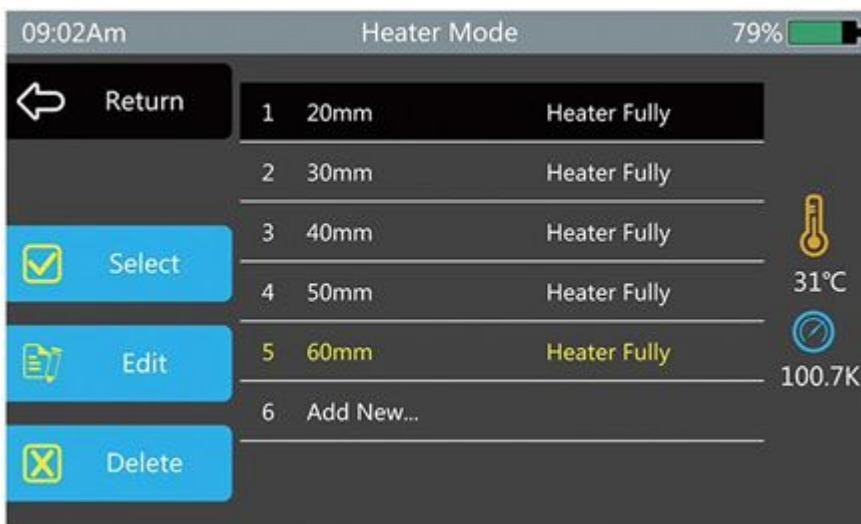 09:02Am Heater Mode 79%
Return
1 20mm Heater Fully
2 30mm Heater Fully
3 40mm Heater Fully
Select
4 50mm Heater Fully
31℃
Edit
5 60mm Heater Fully
100.7K
6 Add New...
Delete